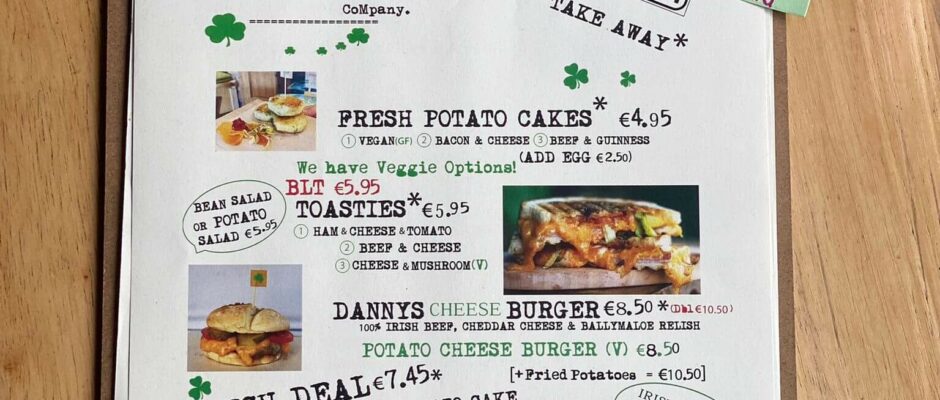 CoMpany.
TAKE AWAY*
FRESH POTATO CAKES* €4.95
① VEGAN(GF) ② BACON & CHEESE ③ BEEF & GUINNESS
(ADD EGG €2.50)
We have Veggie Options!
BLT €5.95
BEAN SALAD
OR POTATO
SALAD €5.95
TOASTIES* €5.95
① HAM & CHEESE & TOMATO
② BEEF & CHEESE
③ CHEESE & MUSHROOM (V)
DANNYS CHEESE BURGER €8.50 * (Dbl €10.50)
100% IRISH BEEF, CHEDDAR CHEESE & BALLYMALOE RELISH
POTATO CHEESE BURGER (V) €8.50
DEAL €7.45*
[+Fried Potatoes = €10.50]
CAKE